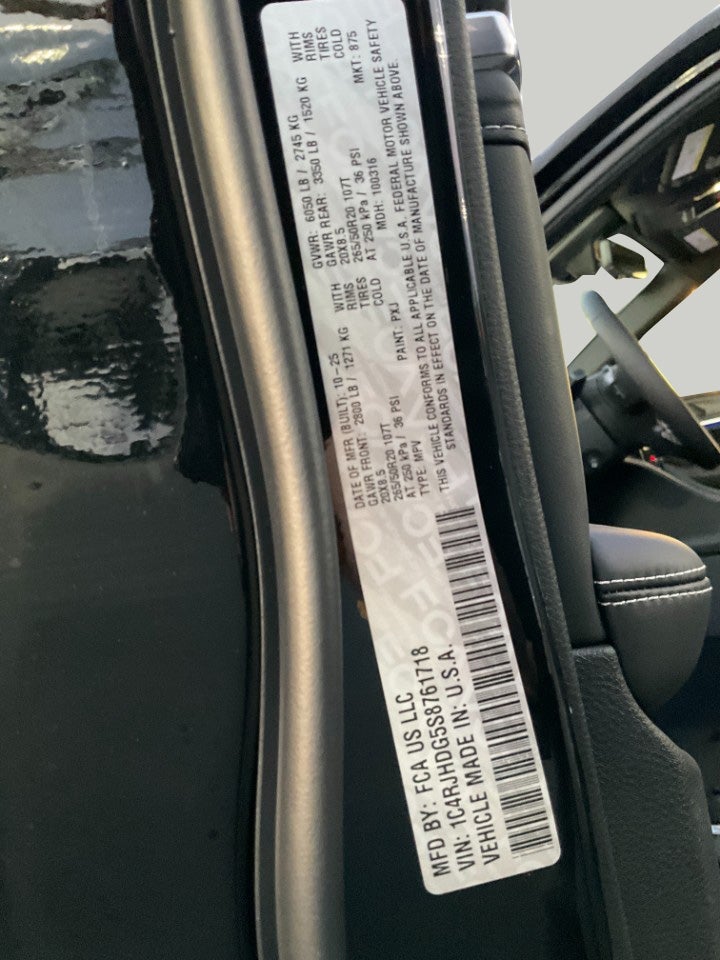 MFD BY: FCA US LLC
VIN: 1C4RJHDG5S8761718
VEHICLE MADE IN: U.S.A.
DATE OF MFR (BUILT): 10-25 GVWR: 6050 LB / 2745 KG
GAWR FRONT: 2800 LB / 1271 KG WITH GAWR REAR: 3350 LB / 1520 KG WITH
20X8.5 RIMS 20X8.5 RIMS
265/50R20 107T TIRES 265/50R20 107T TIRES
AT 250 kPa / 36 PSI COLD AT 250 kPa / 36 PSI COLD
TYPE: MPV PAINT: PXJ MDH: 100316 MKT: 875
THIS VEHICLE CONFORMS TO ALL APPLICABLE U.S.A. FEDERAL MOTOR VEHICLE SAFETY
STANDARDS IN EFFECT ON THE DATE OF MANUFACTURE SHOWN ABOVE.